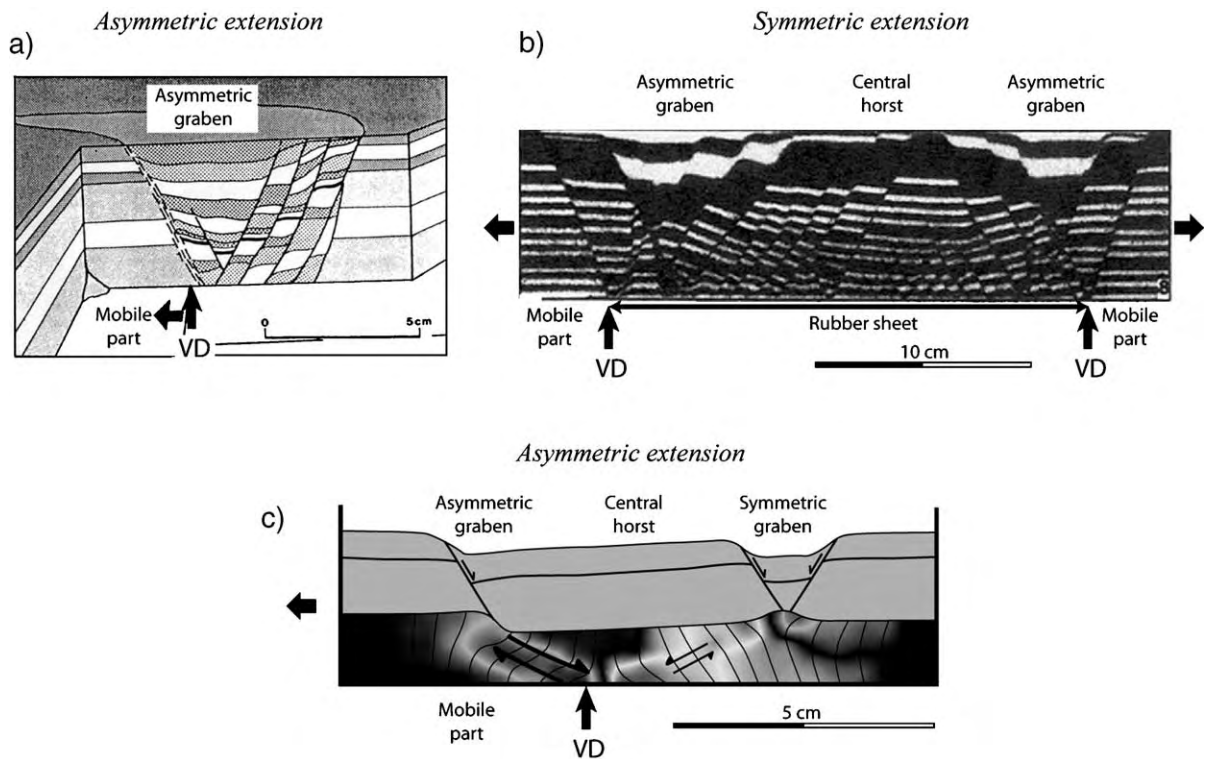 Asymmetric extension
Symmetric extension
a)
Asymmetric
graben
Mobile
part
VD
0
5cm
b)
Asymmetric
graben
Central
horst
Asymmetric
graben
Mobile
part
VD
Rubber sheet
10 cm
Mobile
part
VD
Asymmetric extension
c)
Asymmetric
graben
Central
horst
Symmetric
graben
Mobile
part
VD
5 cm